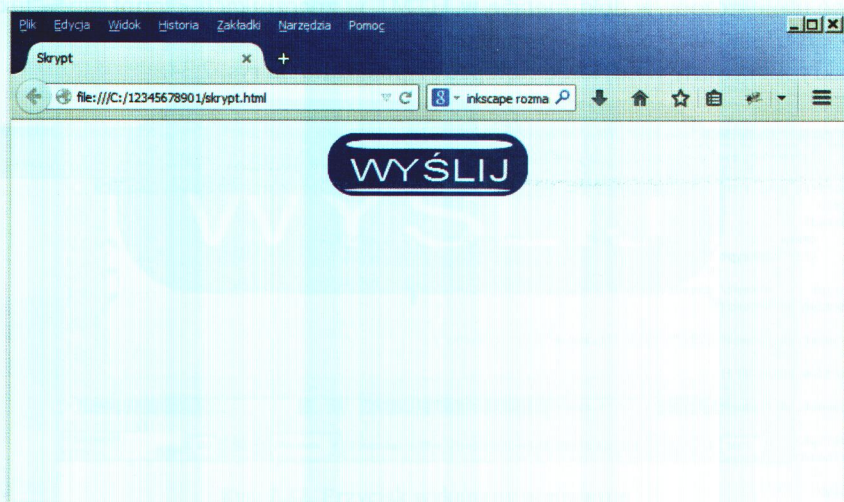 Plik Edycja Widok Historia Zakładki Narzędzia Pomoc
Skrypt
file:///C:/12345678901/skrypt.html inkscape rozma
WYŚLIJ